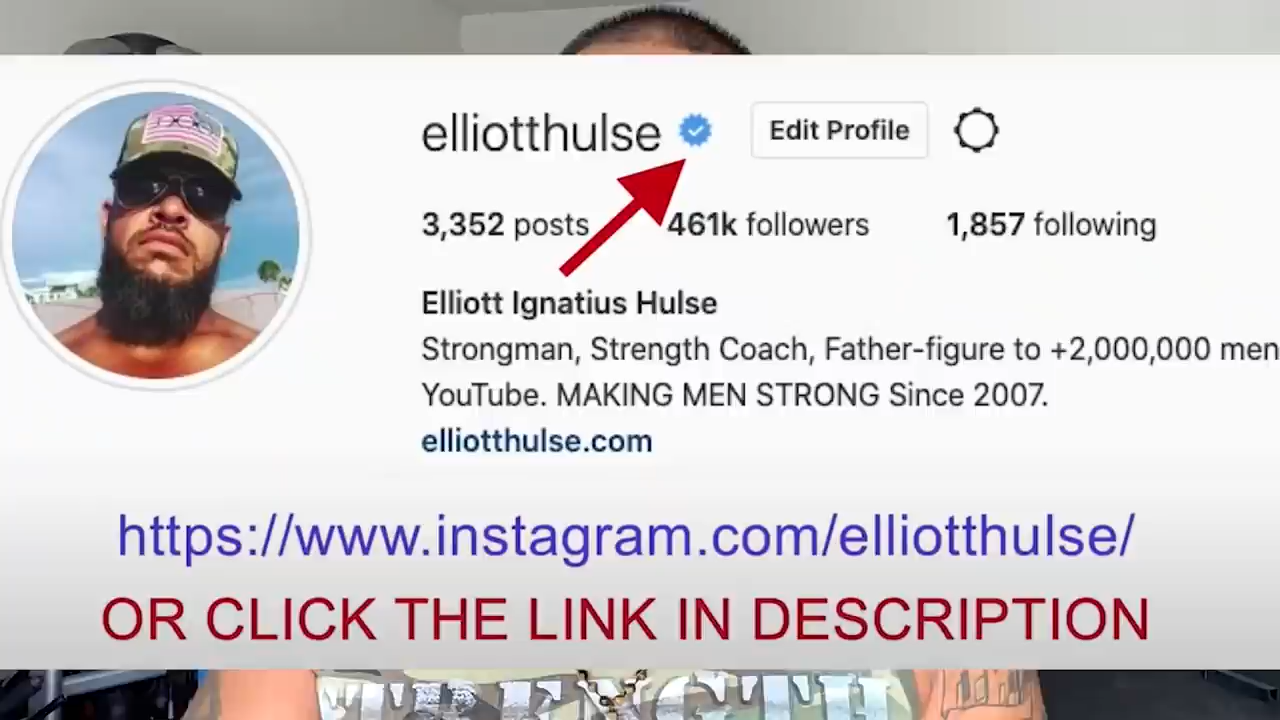 elliotthulse Edit Profile
3,352 posts 461k followers 1,857 following
Elliott Ignatius Hulse
Strongman, Strength Coach, Father-figure to +2,000,000 men
YouTube. MAKING MEN STRONG Since 2007.
elliotthulse.com
https://www.instagram.com/elliotthulse/
OR CLICK THE LINK IN DESCRIPTION